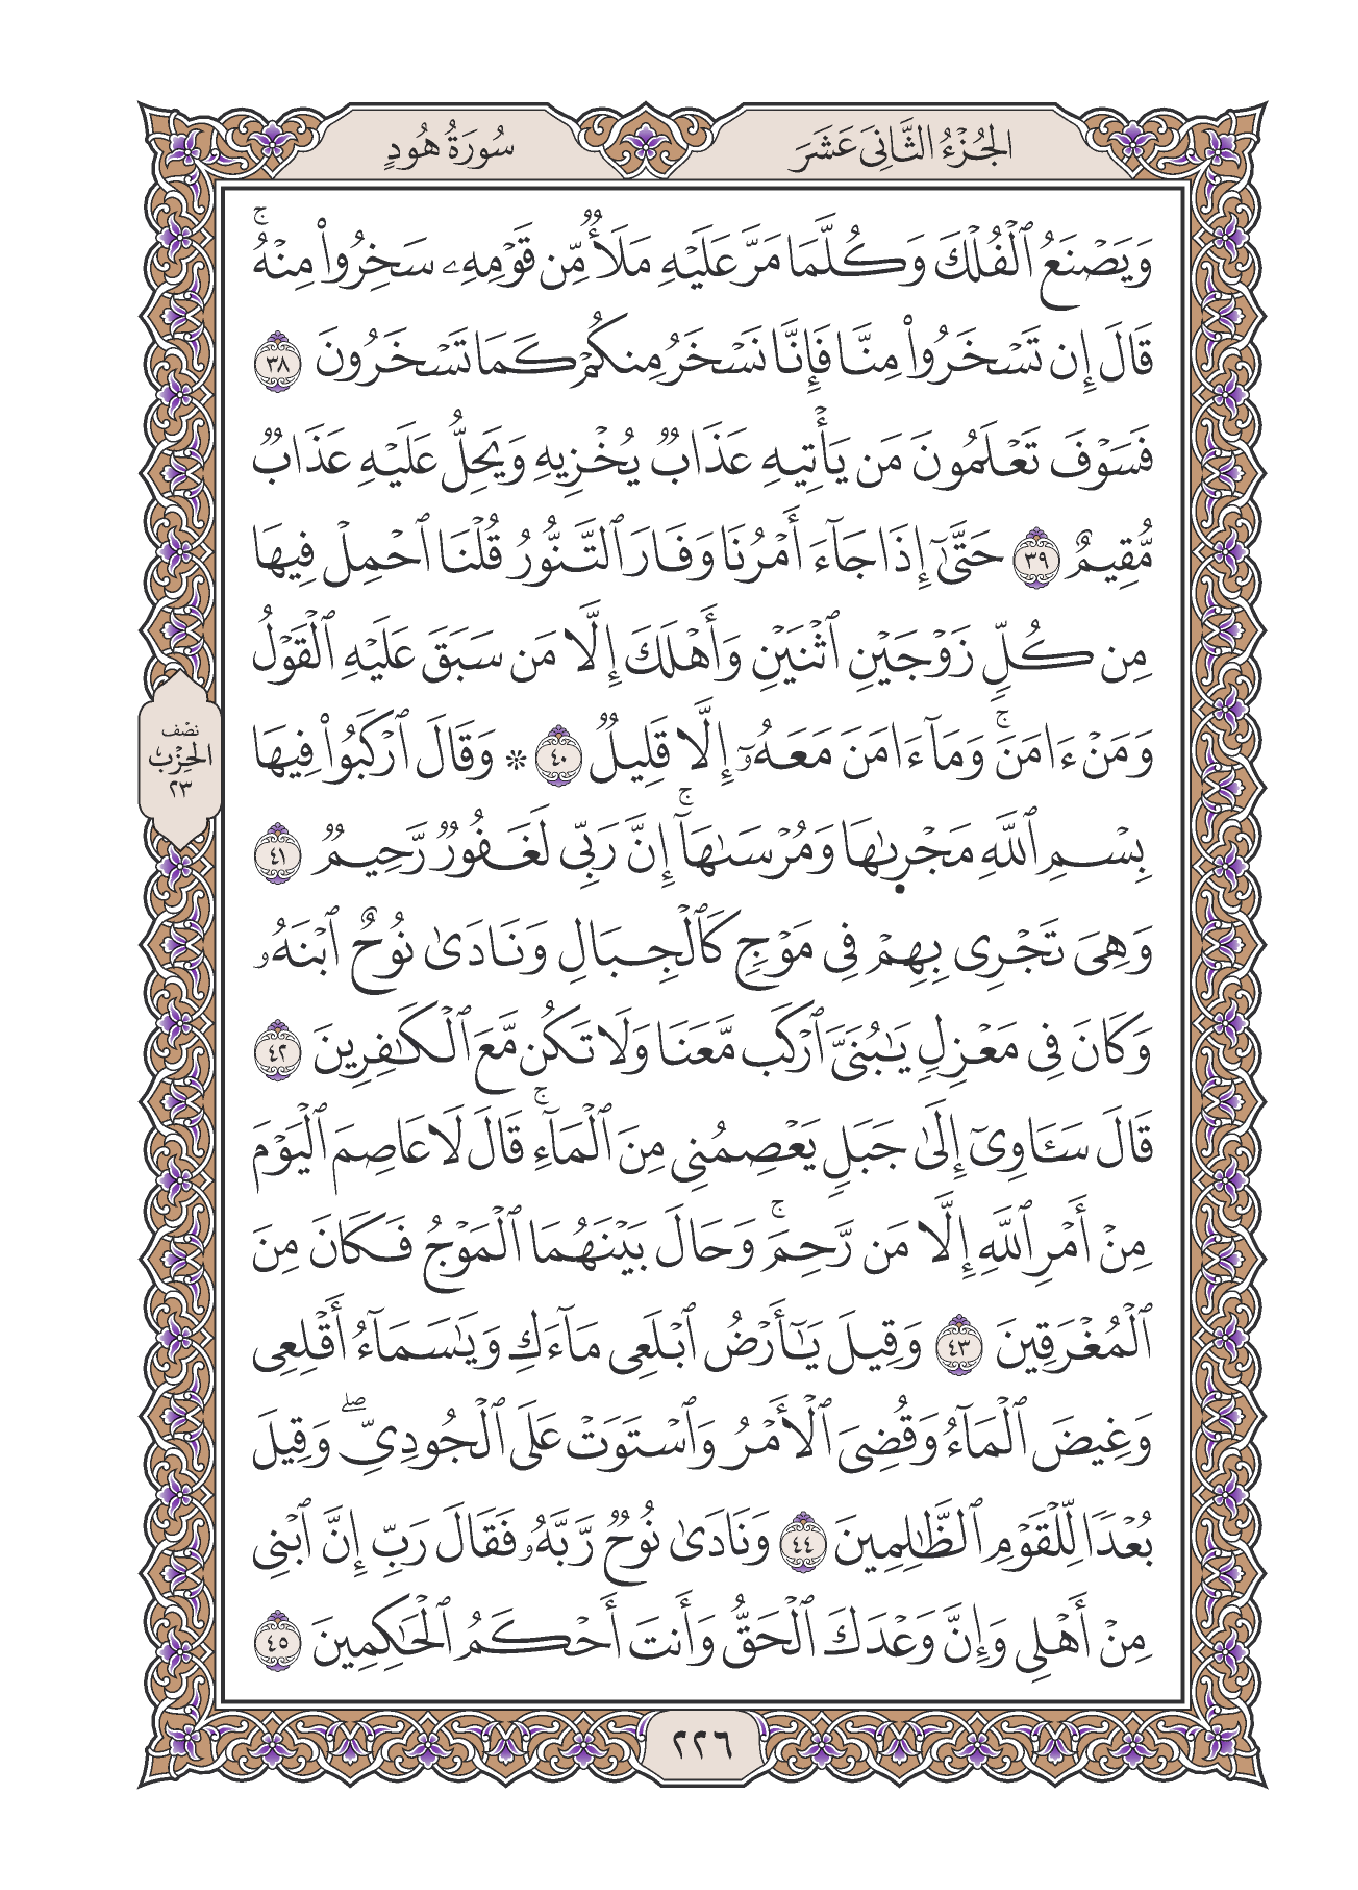 الجُزْءُ الثَّانِيَ عَشَرَ
سُورَةُ هُودٍ
وَيَصْنَعُ ٱلْفُلْكَ وَكُلَّمَا مَرَّ عَلَيْهِ مَلَأٌ مِّن قَوْمِهِۦ سَخِرُوا۟ مِنْهُ ۚ
قَالَ إِن تَسْخَرُوا۟ مِنَّا فَإِنَّا نَسْخَرُ مِنكُمْ كَمَا تَسْخَرُونَ ٣٨
فَسَوْفَ تَعْلَمُونَ مَن يَأْتِيهِ عَذَابٌ يُخْزِيهِ وَيَحِلُّ عَلَيْهِ عَذَابٌ
مُّقِيمٌ ٣٩ حَتَّىٰٓ إِذَا جَآءَ أَمْرُنَا وَفَارَ ٱلتَّنُّورُ قُلْنَا ٱحْمِلْ فِيهَا
مِن كُلٍّ زَوْجَيْنِ ٱثْنَيْنِ وَأَهْلَكَ إِلَّا مَن سَبَقَ عَلَيْهِ ٱلْقَوْلُ
وَمَنْ ءَامَنَ ۚ وَمَآ ءَامَنَ مَعَهُۥٓ إِلَّا قَلِيلٌ ٤٠ ۞ وَقَالَ ٱرْكَبُوا۟ فِيهَا
بِسْمِ ٱللَّهِ مَجْر۪ىٰهَا وَمُرْسَىٰهَآ ۚ إِنَّ رَبِّى لَغَفُورٌ رَّحِيمٌ ٤١
وَهِىَ تَجْرِى بِهِمْ فِى مَوْجٍ كَٱلْجِبَالِ وَنَادَىٰ نُوحٌ ٱبْنَهُۥ
وَكَانَ فِى مَعْزِلٍ يَٰبُنَىَّ ٱرْكَب مَّعَنَا وَلَا تَكُن مَّعَ ٱلْكَٰفِرِينَ ٤٢
قَالَ سَـَٔاوِىٓ إِلَىٰ جَبَلٍ يَعْصِمُنِى مِنَ ٱلْمَآءِ ۚ قَالَ لَا عَاصِمَ ٱلْيَوْمَ
مِنْ أَمْرِ ٱللَّهِ إِلَّا مَن رَّحِمَ ۚ وَحَالَ بَيْنَهُمَا ٱلْمَوْجُ فَكَانَ مِنَ
ٱلْمُغْرَقِينَ ٤٣ وَقِيلَ يَٰٓأَرْضُ ٱبْلَعِى مَآءَكِ وَيَٰسَمَآءُ أَقْلِعِى
وَغِيضَ ٱلْمَآءُ وَقُضِىَ ٱلْأَمْرُ وَٱسْتَوَتْ عَلَى ٱلْجُودِىِّ ۖ وَقِيلَ
بُعْدًا لِّلْقَوْمِ ٱلظَّٰلِمِينَ ٤٤ وَنَادَىٰ نُوحٌ رَّبَّهُۥ فَقَالَ رَبِّ إِنَّ ٱبْنِى
مِنْ أَهْلِى وَإِنَّ وَعْدَكَ ٱلْحَقُّ وَأَنتَ أَحْكَمُ ٱلْحَٰكِمِينَ ٤٥
نصف
الحزب
٢٣
٢٢٦